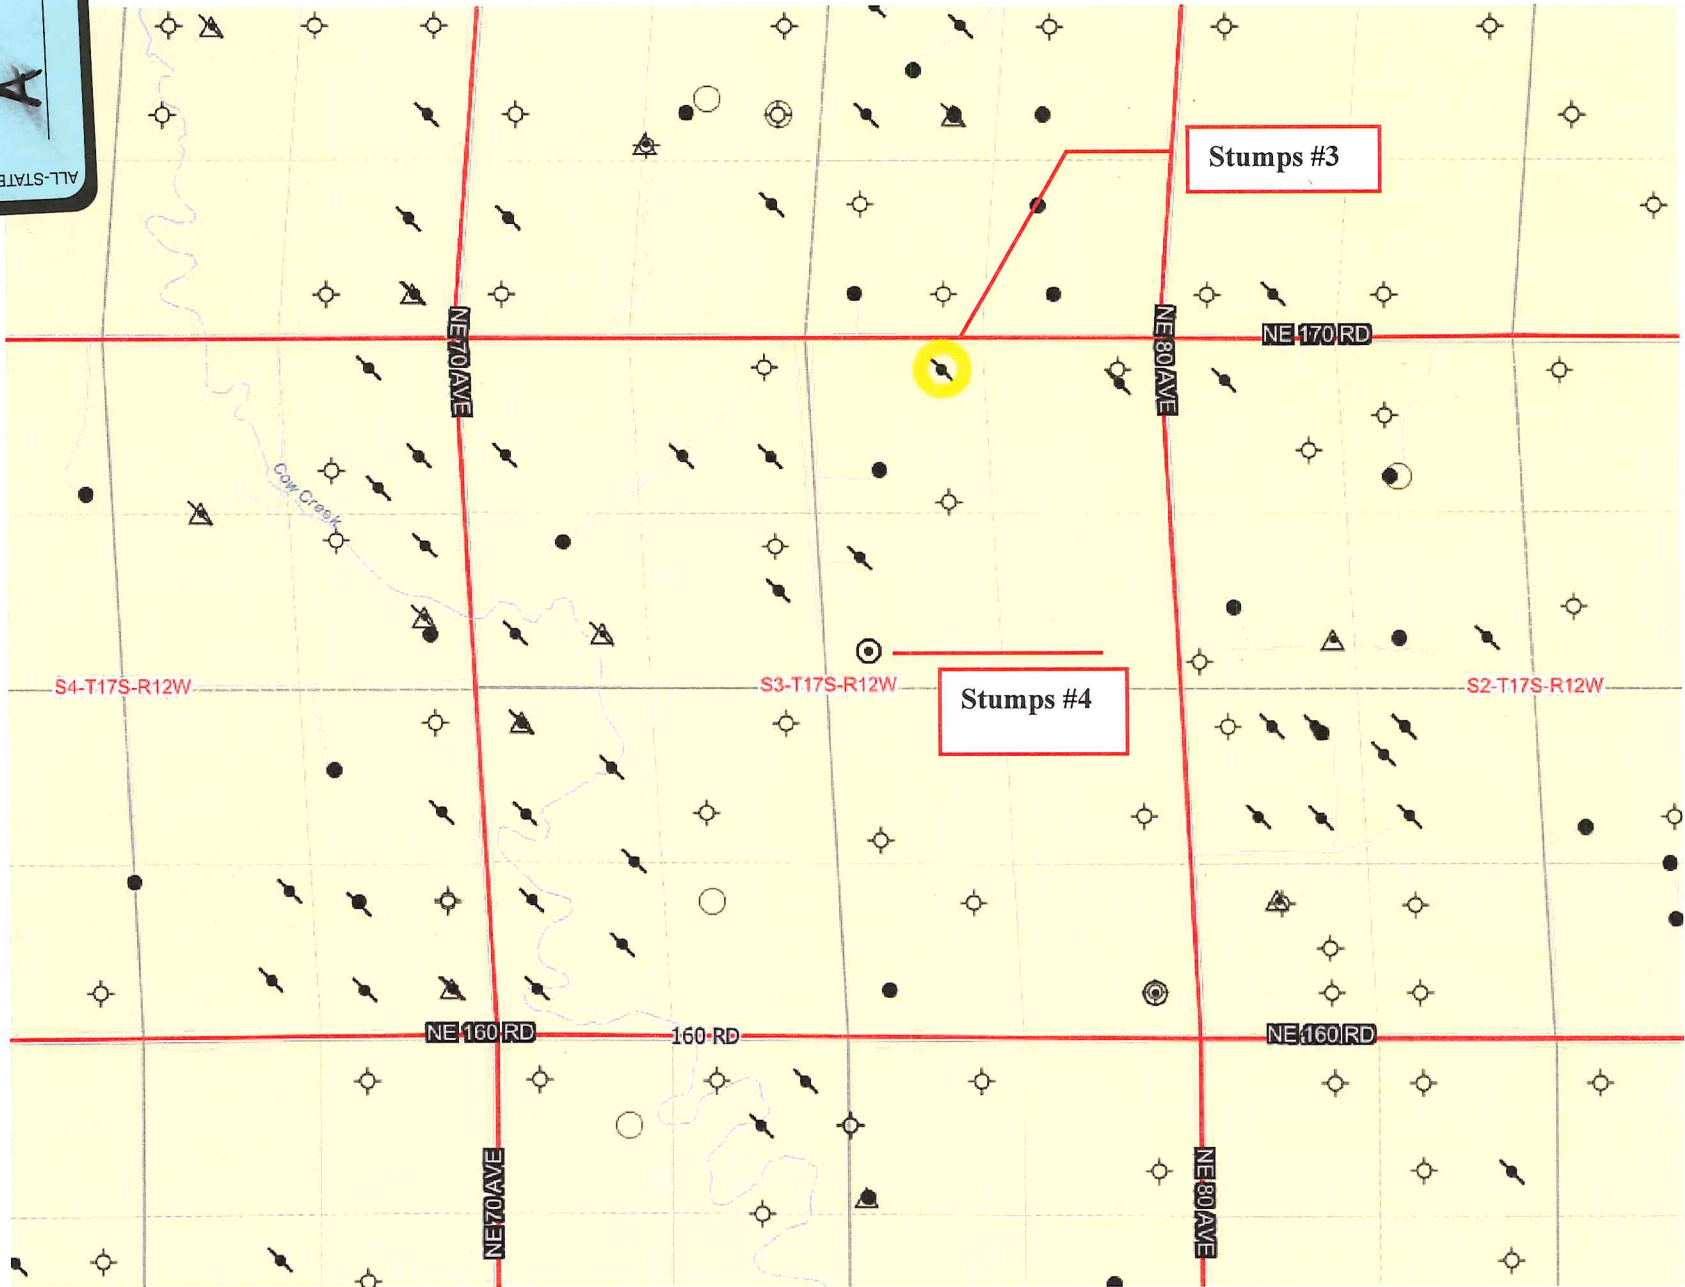 ALL-STATE
Stumps #3
NE 70 AVE
NE 80 AVE
NE 170 RD
Cow Creek
S4-T17S-R12W
S3-T17S-R12W
S2-T17S-R12W
Stumps #4
NE 160 RD
160 RD
NE 160 RD
NE 70 AVE
NE 80 AVE